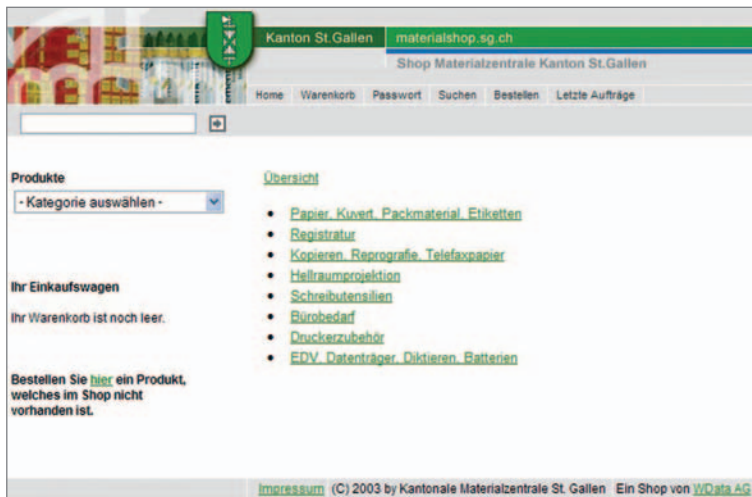 Kanton St.Gallen materialshop.sg.ch
Shop Materialzentrale Kanton St.Gallen
Home Warenkorb Passwort Suchen Bestellen Letzte Aufträge
Produkte
- Kategorie auswählen -
Ihr Einkaufswagen
Ihr Warenkorb ist noch leer.
Bestellen Sie hier ein Produkt,
welches im Shop nicht
vorhanden ist.
Übersicht
Papier, Kuvert, Packmaterial, Etiketten
Registratur
Kopieren, Reprografie, Telefaxpapier
Hellraumprojektion
Schreibutensilien
Bürobedarf
Druckerzubehör
EDV, Datenträger, Diktieren, Batterien
Impressum (C) 2003 by Kantonale Materialzentrale St. Gallen Ein Shop von WData AG